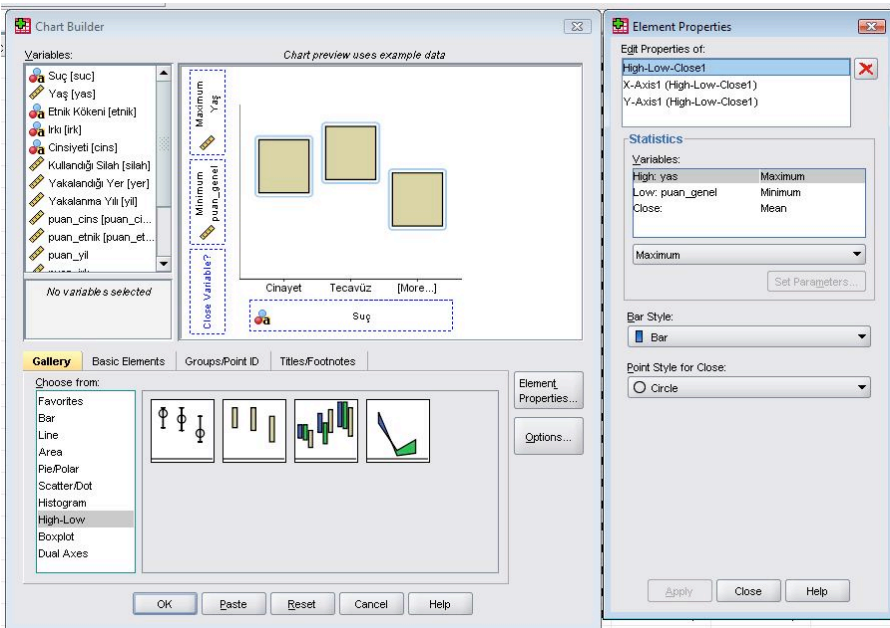 Chart Builder
Variables:
Suç [suc]
Yaş [yas]
Etnik Kökeni [etnik]
Irkı [irk]
Cinsiyeti [cins]
Kullandığı Silah [silah]
Yakalandığı Yer [yer]
Yakalanma Yılı [yil]
puan_cins [puan_ci...
puan_etnik [puan_et...
puan_yil
No variables selected
Chart preview uses example data
Maximum
Yaş
Minimum
puan_genel
Close Variable?
Cinayet Tecavüz [More...]
Suç
Gallery Basic Elements Groups/Point ID Titles/Footnotes
Choose from:
Favorites
Bar
Line
Area
Pie/Polar
Scatter/Dot
Histogram
High-Low
Boxplot
Dual Axes
Element
Properties...
Options...
OK Paste Reset Cancel Help
Element Properties
Edit Properties of:
High-Low-Close1
X-Axis1 (High-Low-Close1)
Y-Axis1 (High-Low-Close1)
Statistics
Variables:
High: yas Maximum
Low: puan_genel Minimum
Close: Mean
Maximum
Set Parameters...
Bar Style:
Bar
Point Style for Close:
Circle
Apply Close Help